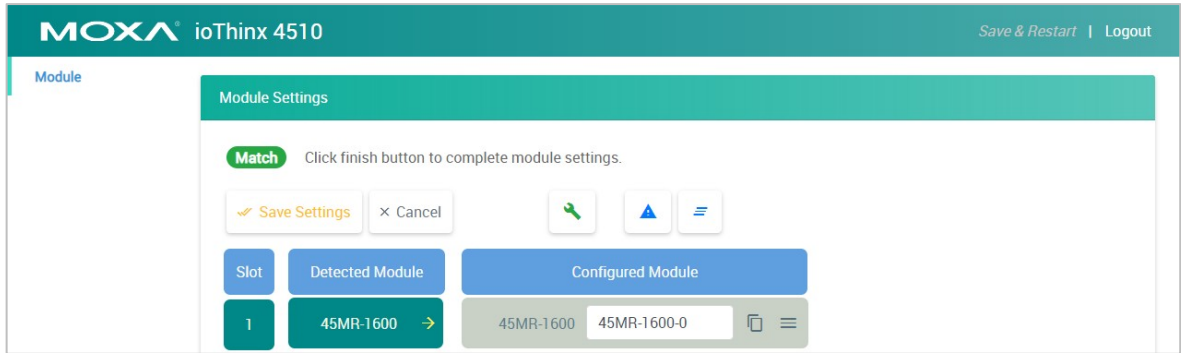 MOXA ioThinx 4510 Save & Restart | Logout
Module
Module Settings
Match Click finish button to complete module settings.
Save Settings × Cancel
Slot Detected Module Configured Module
1 45MR-1600 → 45MR-1600 45MR-1600-0